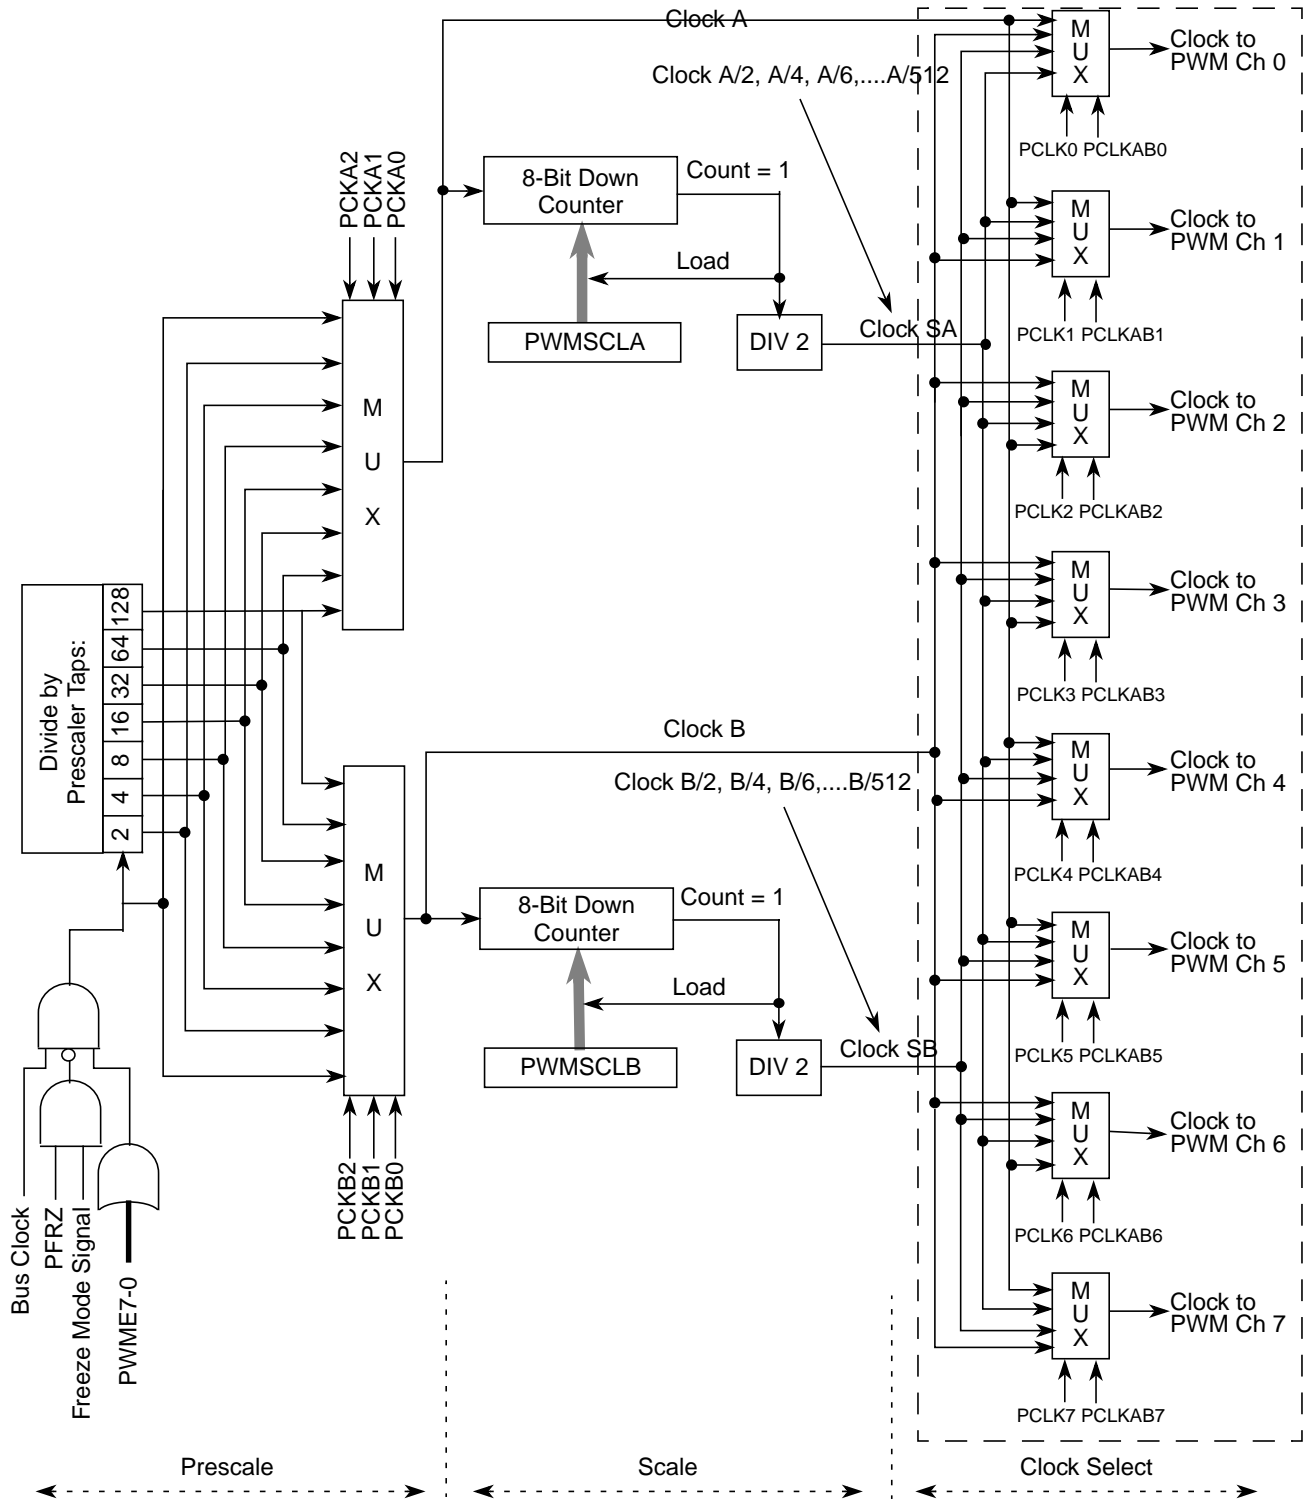 Clock A
Clock A/2, A/4, A/6,....A/512
PCKA2
PCKA1
PCKA0
8-Bit Down
Counter
Count = 1
Load
PWMSCLA
DIV 2
Clock SA
M
U
X
Divide by
Prescaler Taps:
128
64
32
16
8
4
2
Clock B
Clock B/2, B/4, B/6,....B/512
M
U
X
8-Bit Down
Counter
Count = 1
Load
PWMSCLB
DIV 2
Clock SB
PCKB2
PCKB1
PCKB0
Bus Clock
PFRZ
Freeze Mode Signal
PWME7-0
M
U
X
Clock to
PWM Ch 0
PCLK0 PCLKAB0
M
U
X
Clock to
PWM Ch 1
PCLK1 PCLKAB1
M
U
X
Clock to
PWM Ch 2
PCLK2 PCLKAB2
M
U
X
Clock to
PWM Ch 3
PCLK3 PCLKAB3
M
U
X
Clock to
PWM Ch 4
PCLK4 PCLKAB4
M
U
X
Clock to
PWM Ch 5
PCLK5 PCLKAB5
M
U
X
Clock to
PWM Ch 6
PCLK6 PCLKAB6
M
U
X
Clock to
PWM Ch 7
PCLK7 PCLKAB7
Prescale
Scale
Clock Select